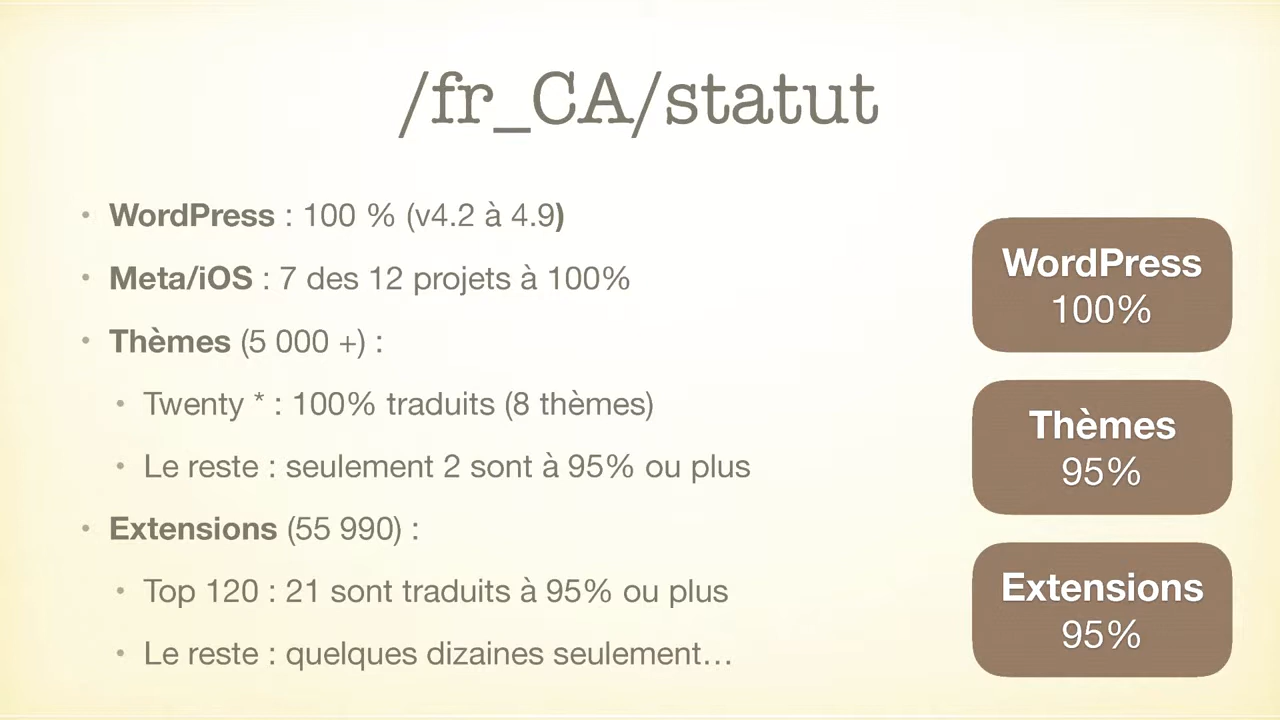 /fr_CA/statut
• WordPress : 100 % (v4.2 à 4.9)
• Meta/iOS : 7 des 12 projets à 100%
• Thèmes (5 000 +) :
• Twenty * : 100% traduits (8 thèmes)
• Le reste : seulement 2 sont à 95% ou plus
• Extensions (55 990) :
• Top 120 : 21 sont traduits à 95% ou plus
• Le reste : quelques dizaines seulement…
WordPress
100%
Thèmes
95%
Extensions
95%